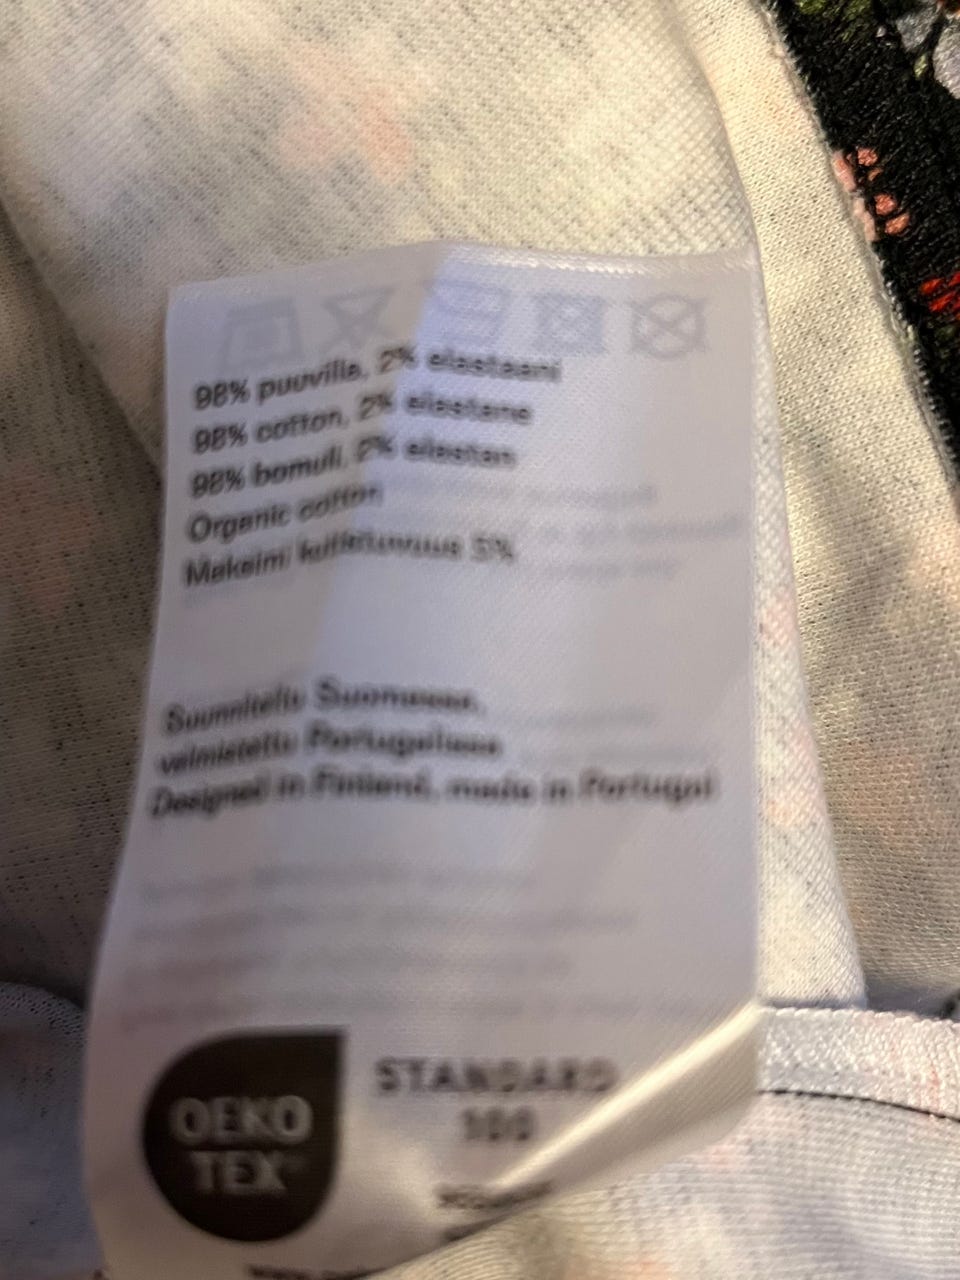 98% puuvilla, 2% elastaani
98% cotton, 2% elastane
98% bomull, 2% elastan
Organic cotton
Maksimi kutistuvuus 5%
Suunniteltu Suomessa,
valmistettu Portugalissa
Designed in Finland, made in Portugal
OEKO
TEX®
STANDARD
100